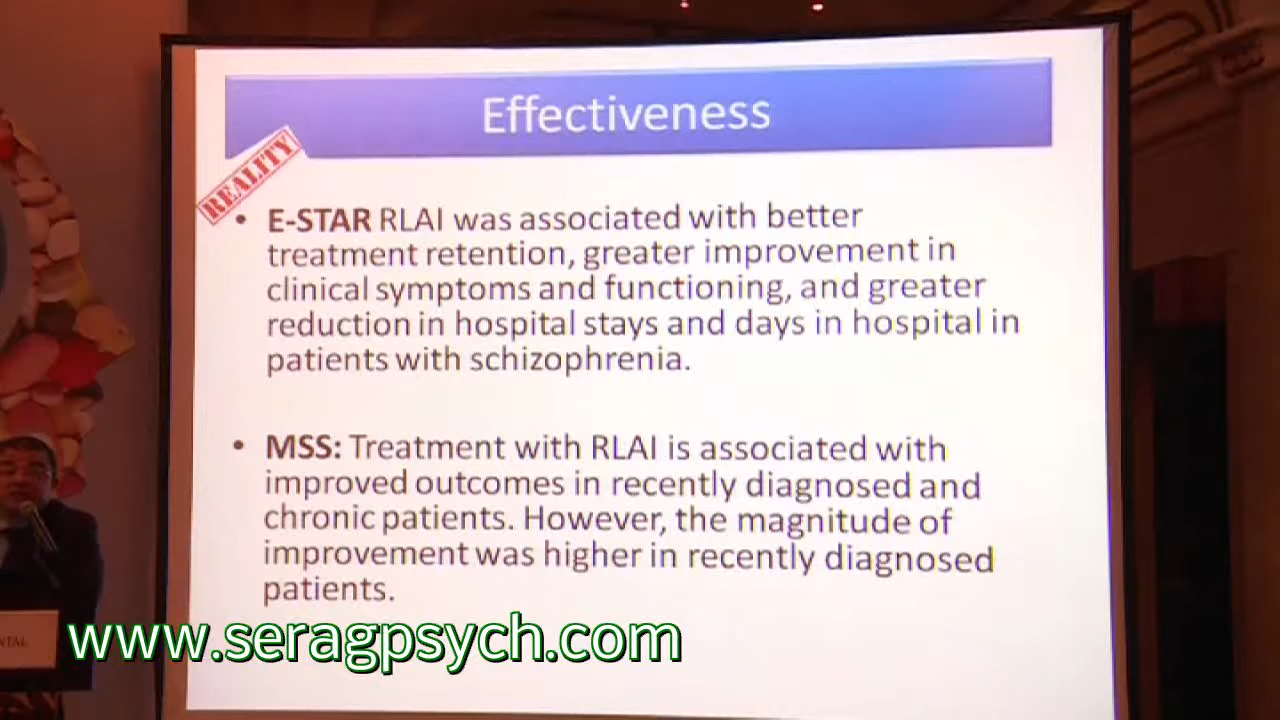 Effectiveness
REALITY
• E-STAR RLAI was associated with better
treatment retention, greater improvement in
clinical symptoms and functioning, and greater
reduction in hospital stays and days in hospital in
patients with schizophrenia.
• MSS: Treatment with RLAI is associated with
improved outcomes in recently diagnosed and
chronic patients. However, the magnitude of
improvement was higher in recently diagnosed
patients.
www.seragpsych.com